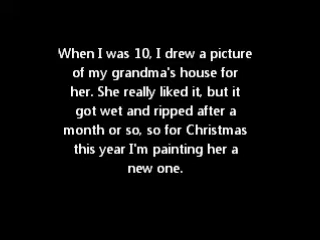 When I was 10, I drew a picture
of my grandma's house for
her. She really liked it, but it
got wet and ripped after a
month or so, so for Christmas
this year I'm painting her a
new one.